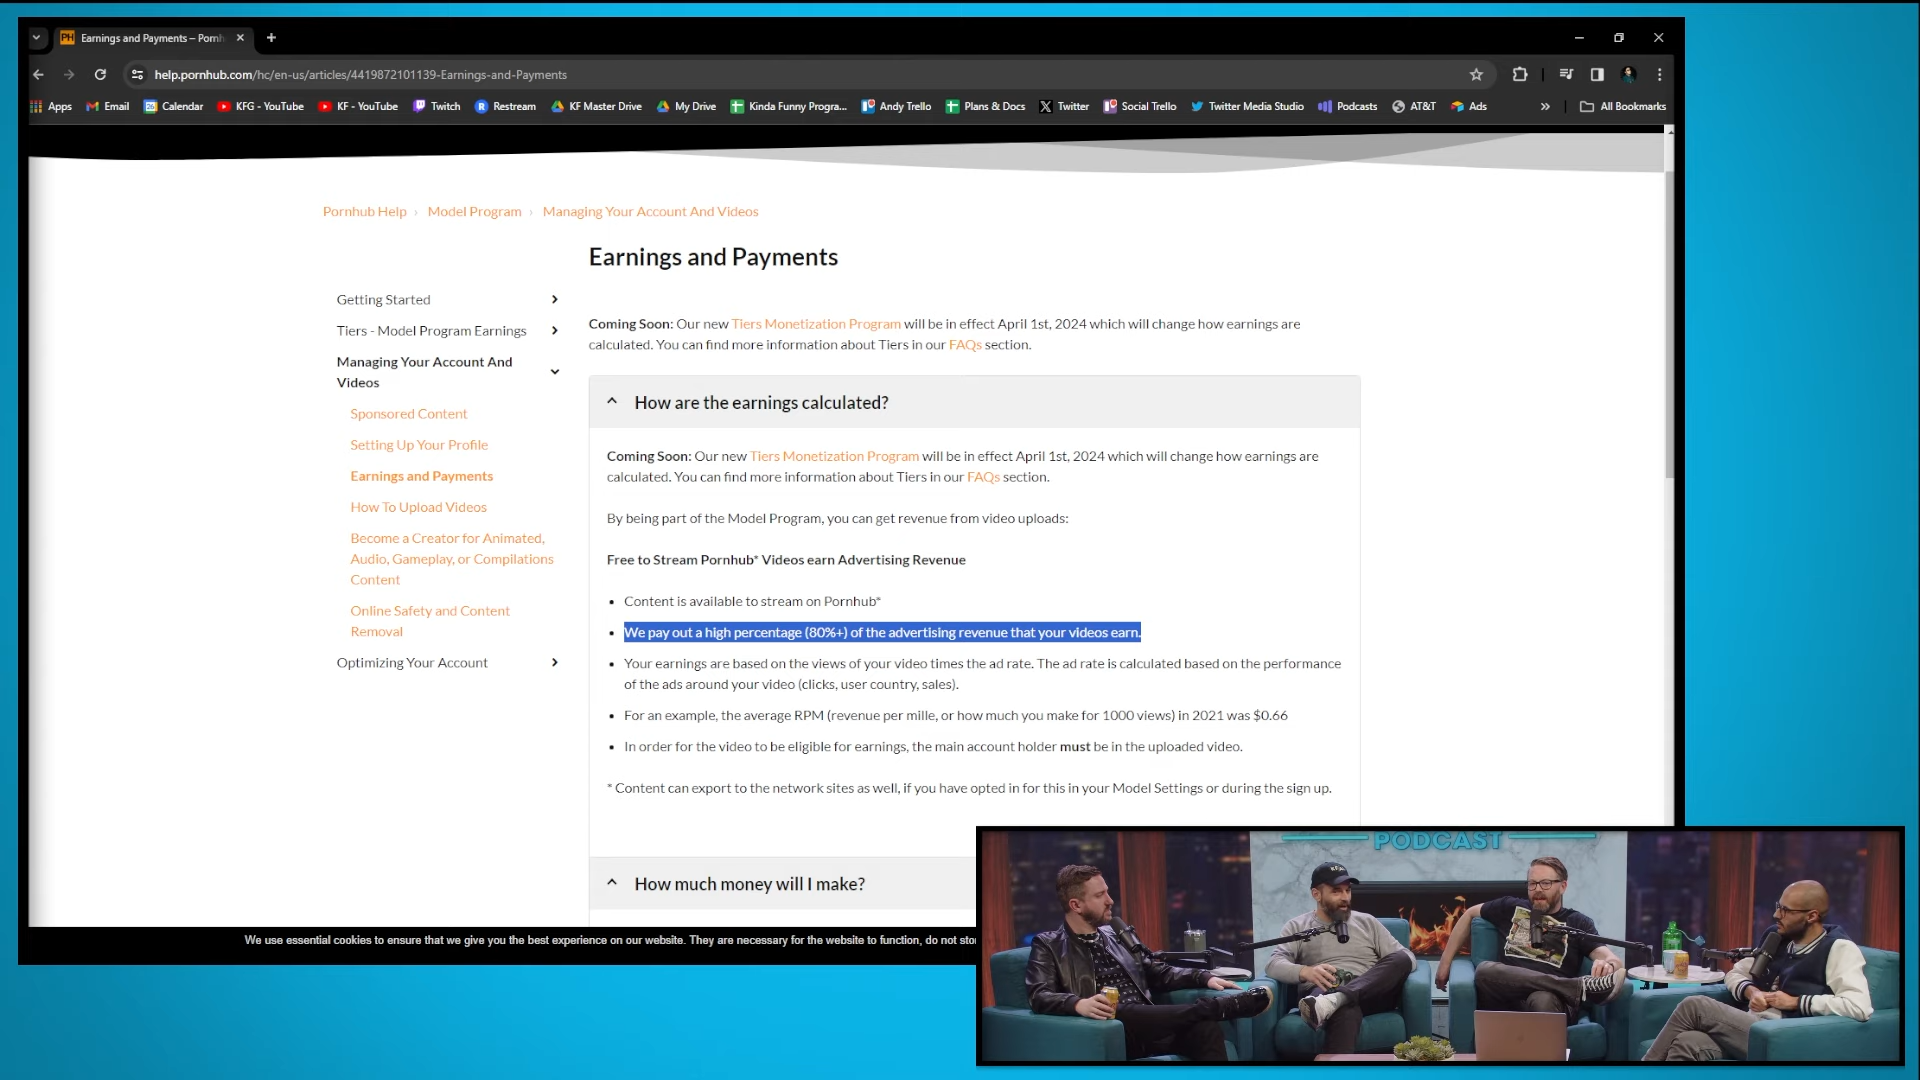 PH Earnings and Payments – Pornh
help.pornhub.com/hc/en-us/articles/4419872101139-Earnings-and-Payments
Apps Email Calendar KFG - YouTube KF - YouTube Twitch Restream KF Master Drive My Drive Kinda Funny Progra... Andy Trello Plans & Docs Twitter Social Trello Twitter Media Studio Podcasts AT&T Ads » All Bookmarks
Pornhub Help › Model Program › Managing Your Account And Videos
Earnings and Payments
Getting Started
Tiers - Model Program Earnings
Managing Your Account And
Videos
Sponsored Content
Setting Up Your Profile
Earnings and Payments
How To Upload Videos
Become a Creator for Animated,
Audio, Gameplay, or Compilations
Content
Online Safety and Content
Removal
Optimizing Your Account
Coming Soon: Our new Tiers Monetization Program will be in effect April 1st, 2024 which will change how earnings are
calculated. You can find more information about Tiers in our FAQs section.
How are the earnings calculated?
Coming Soon: Our new Tiers Monetization Program will be in effect April 1st, 2024 which will change how earnings are
calculated. You can find more information about Tiers in our FAQs section.
By being part of the Model Program, you can get revenue from video uploads:
Free to Stream Pornhub* Videos earn Advertising Revenue
• Content is available to stream on Pornhub*
• We pay out a high percentage (80%+) of the advertising revenue that your videos earn.
• Your earnings are based on the views of your video times the ad rate. The ad rate is calculated based on the performance
of the ads around your video (clicks, user country, sales).
• For an example, the average RPM (revenue per mille, or how much you make for 1000 views) in 2021 was $0.66
• In order for the video to be eligible for earnings, the main account holder must be in the uploaded video.
* Content can export to the network sites as well, if you have opted in for this in your Model Settings or during the sign up.
How much money will I make?
We use essential cookies to ensure that we give you the best experience on our website. They are necessary for the website to function, do not sto
PODCAST